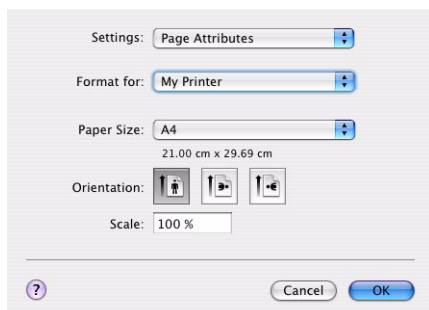 Settings: Page Attributes
Format for: My Printer
Paper Size: A4
21.00 cm x 29.69 cm
Orientation:
Scale: 100 %
? Cancel OK